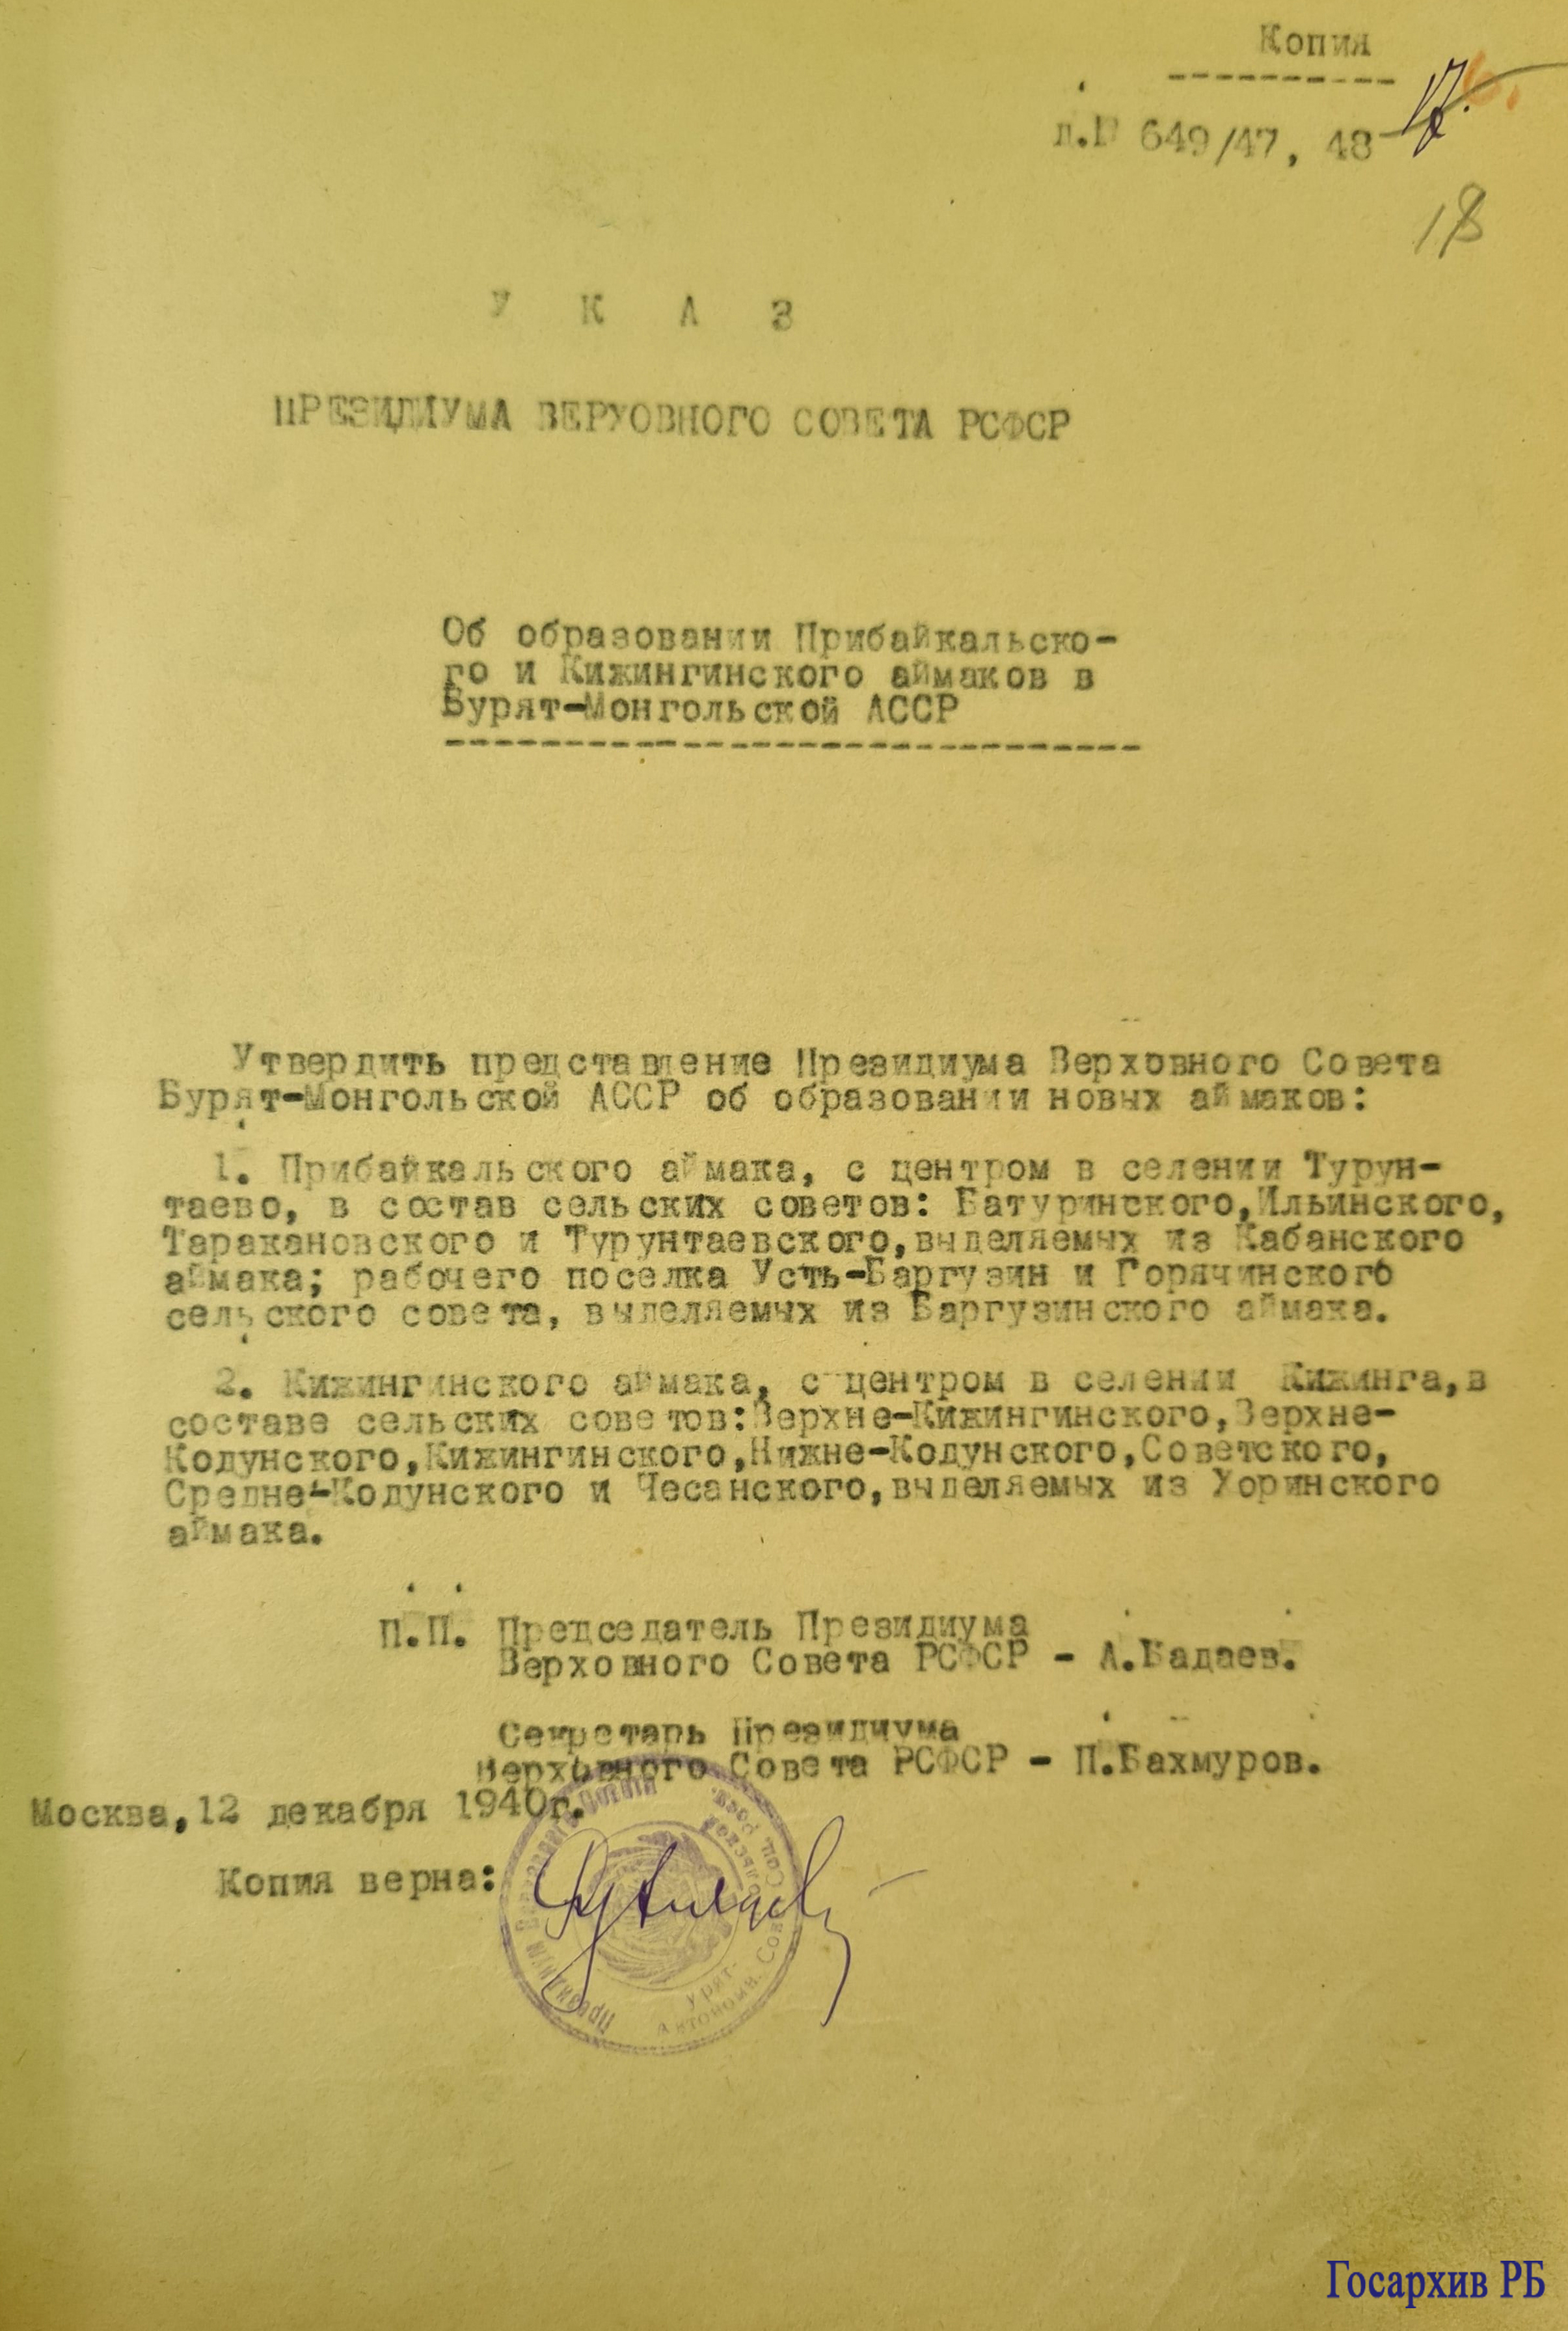 Копия
д.№ 649/47, 48
18
У К А З
ПРЕЗИДИУМА ВЕРХОВНОГО СОВЕТА РСФСР
Об образовании Прибайкальско-
го и Кижингинского аймаков в
Бурят-Монгольской АССР
Утвердить представление Президиума Верховного Совета
Бурят-Монгольской АССР об образовании новых аймаков:
1. Прибайкальского аймака, с центром в селении Турун-
таево, в состав сельских советов: Батуринского,Ильинского,
Таракановского и Турунтаевского,выделяемых из Кабанского
аймака; рабочего поселка Усть-Баргузин и Горячинского
сельского совета, выделяемых из Баргузинского аймака.
2. Кижингинского аймака, с центром в селении Кижинга,в
составе сельских советов:Верхне-Кижингинского,Верхне-
Кодунского,Кижингинского,Нижне-Кодунского,Советского,
Средне-Кодунского и Чесанского,выделяемых из Хоринского
аймака.
П.П. Председатель Президиума
Верховного Совета РСФСР - А.Бадаев.
Секретарь Президиума
Верховного Совета РСФСР - П.Бахмуров.
Москва,12 декабря 1940г.
Копия верна:
Госархив РБ